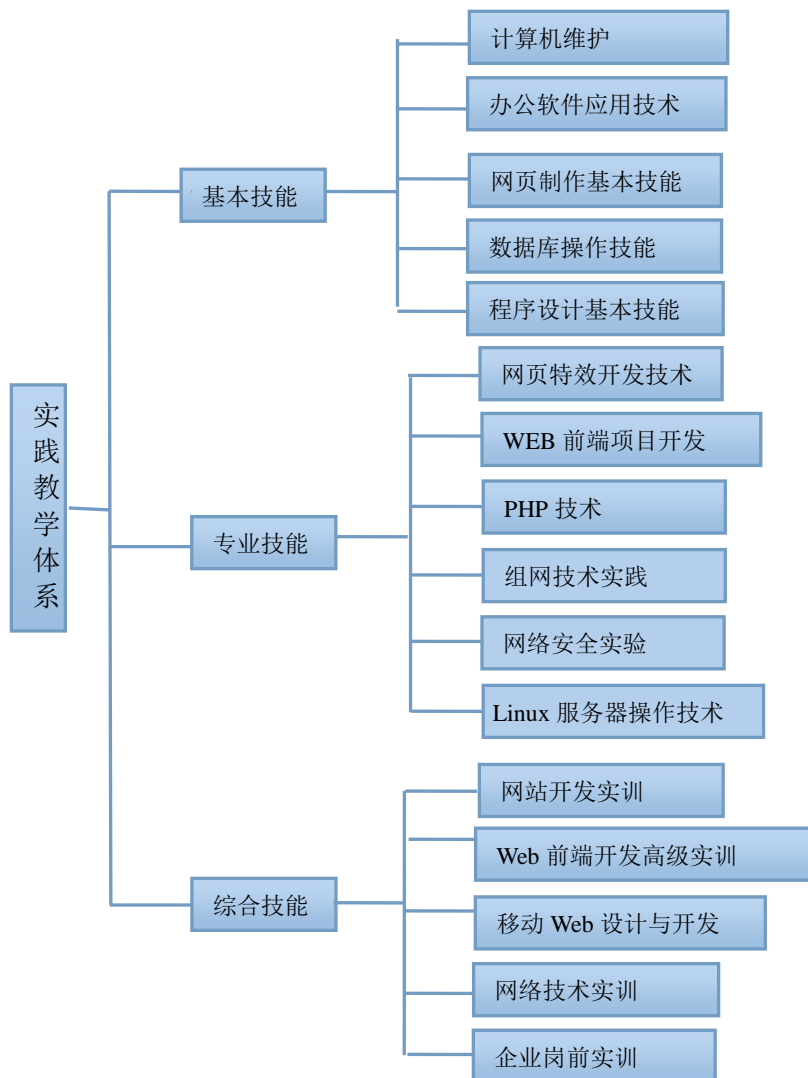 实践教学体系
基本技能
计算机维护
办公软件应用技术
网页制作基本技能
数据库操作技能
程序设计基本技能
专业技能
网页特效开发技术
WEB 前端项目开发
PHP 技术
组网技术实践
网络安全实验
Linux 服务器操作技术
综合技能
网站开发实训
Web 前端开发高级实训
移动 Web 设计与开发
网络技术实训
企业岗前实训